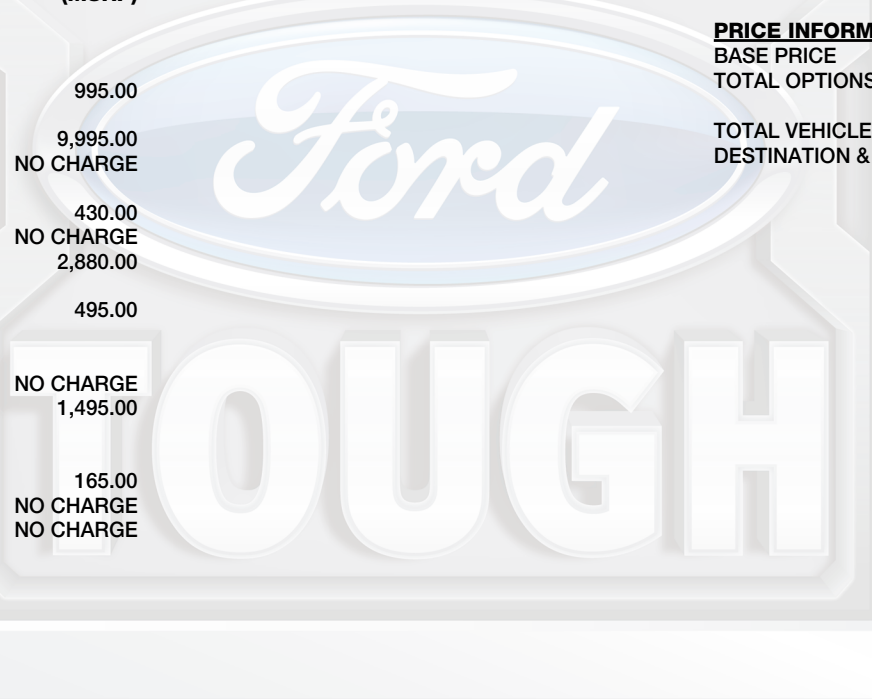 PRICE INFORM
BASE PRICE
TOTAL OPTIONS
TOTAL VEHICLE
DESTINATION &
995.00
9,995.00
NO CHARGE
430.00
NO CHARGE
2,880.00
495.00
NO CHARGE
1,495.00
165.00
NO CHARGE
NO CHARGE
Ford
TOUGH